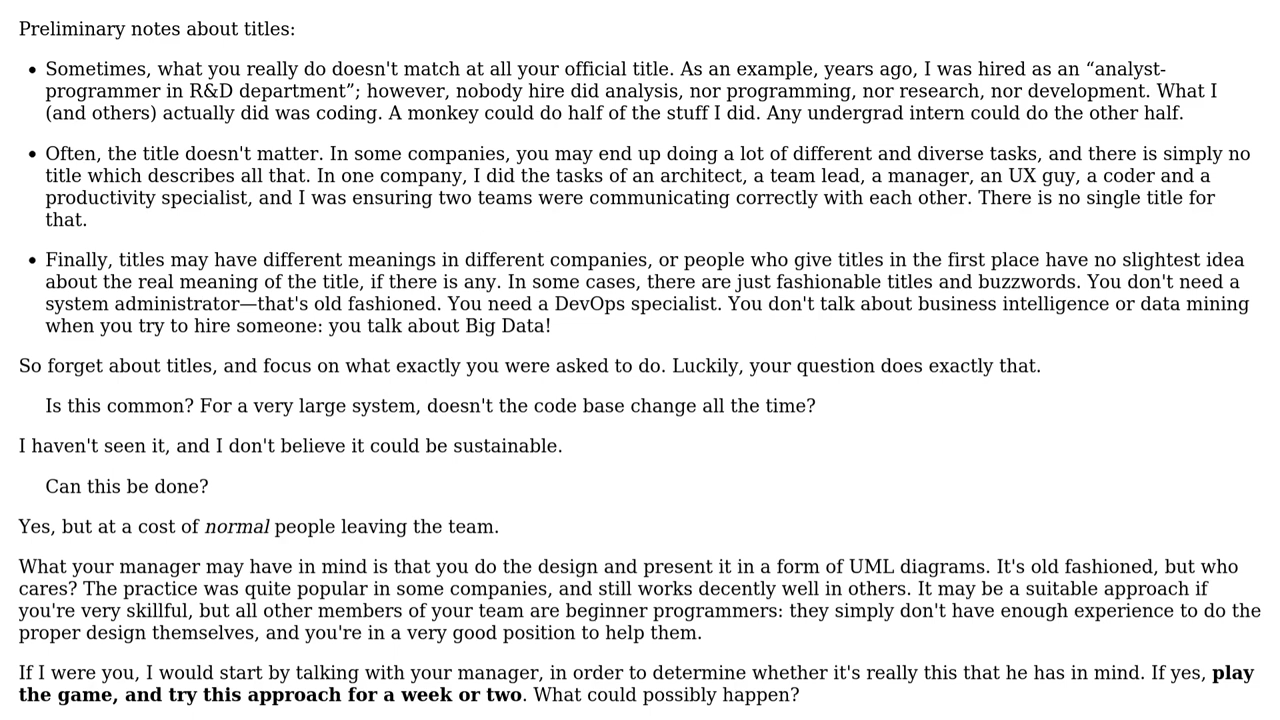 Preliminary notes about titles:
• Sometimes, what you really do doesn't match at all your official title. As an example, years ago, I was hired as an “analyst-
programmer in R&D department”; however, nobody hire did analysis, nor programming, nor research, nor development. What I
(and others) actually did was coding. A monkey could do half of the stuff I did. Any undergrad intern could do the other half.
• Often, the title doesn't matter. In some companies, you may end up doing a lot of different and diverse tasks, and there is simply no
title which describes all that. In one company, I did the tasks of an architect, a team lead, a manager, an UX guy, a coder and a
productivity specialist, and I was ensuring two teams were communicating correctly with each other. There is no single title for
that.
• Finally, titles may have different meanings in different companies, or people who give titles in the first place have no slightest idea
about the real meaning of the title, if there is any. In some cases, there are just fashionable titles and buzzwords. You don't need a
system administrator—that's old fashioned. You need a DevOps specialist. You don't talk about business intelligence or data mining
when you try to hire someone: you talk about Big Data!
So forget about titles, and focus on what exactly you were asked to do. Luckily, your question does exactly that.
Is this common? For a very large system, doesn't the code base change all the time?
I haven't seen it, and I don't believe it could be sustainable.
Can this be done?
Yes, but at a cost of normal people leaving the team.
What your manager may have in mind is that you do the design and present it in a form of UML diagrams. It's old fashioned, but who
cares? The practice was quite popular in some companies, and still works decently well in others. It may be a suitable approach if
you're very skillful, but all other members of your team are beginner programmers: they simply don't have enough experience to do the
proper design themselves, and you're in a very good position to help them.
If I were you, I would start by talking with your manager, in order to determine whether it's really this that he has in mind. If yes, play
the game, and try this approach for a week or two. What could possibly happen?